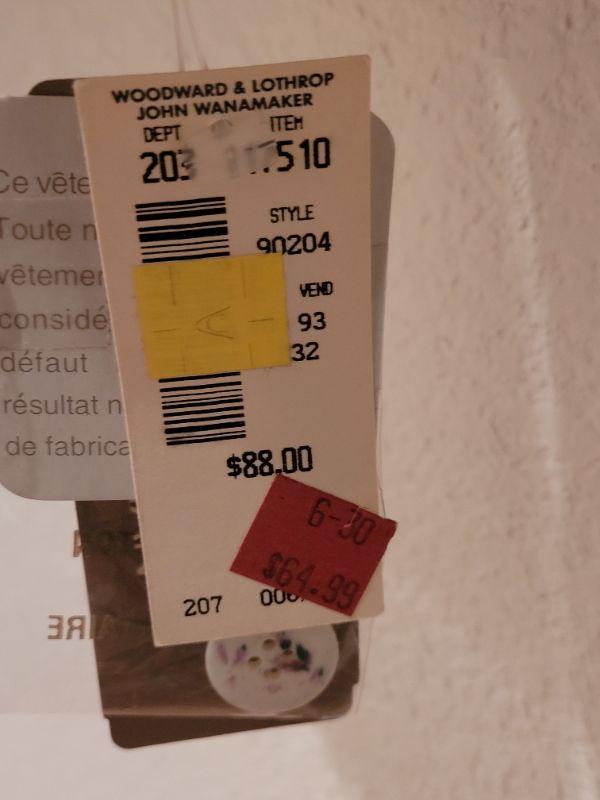 WOODWARD & LOTHROP
JOHN WANAMAKER
DEPT ITEM
510
STYLE
90204
VEND
93
32
$88.00
6-30
$64.99
207
Ce vête
Toute n
vêtemen
considé
défaut
résultat n
de fabrica